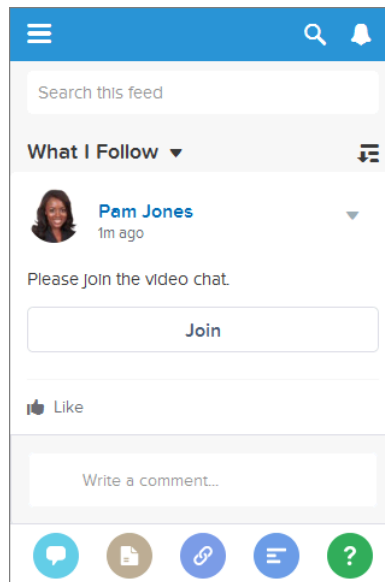 Search this feed
What I Follow
Pam Jones
1m ago
Please join the video chat.
Join
Like
Write a comment...
?